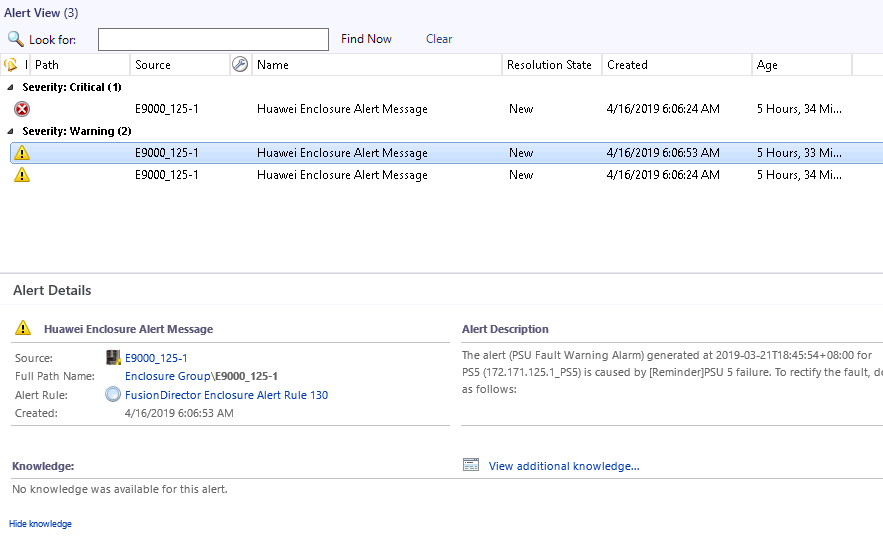 Alert View (3)
Look for: Find Now Clear
I Path Source Name Resolution State Created Age
Severity: Critical (1)
E9000_125-1 Huawei Enclosure Alert Message New 4/16/2019 6:06:24 AM 5 Hours, 34 Mi...
Severity: Warning (2)
E9000_125-1 Huawei Enclosure Alert Message New 4/16/2019 6:06:53 AM 5 Hours, 33 Mi...
E9000_125-1 Huawei Enclosure Alert Message New 4/16/2019 6:06:24 AM 5 Hours, 34 Mi...
Alert Details
Huawei Enclosure Alert Message
Source: E9000_125-1
Full Path Name: Enclosure Group\E9000_125-1
Alert Rule: FusionDirector Enclosure Alert Rule 130
Created: 4/16/2019 6:06:53 AM
Alert Description
The alert (PSU Fault Warning Alarm) generated at 2019-03-21T18:45:54+08:00 for
PS5 (172.171.125.1_PS5) is caused by [Reminder]PSU 5 failure. To rectify the fault, de
as follows:
Knowledge:
View additional knowledge...
No knowledge was available for this alert.
Hide knowledge